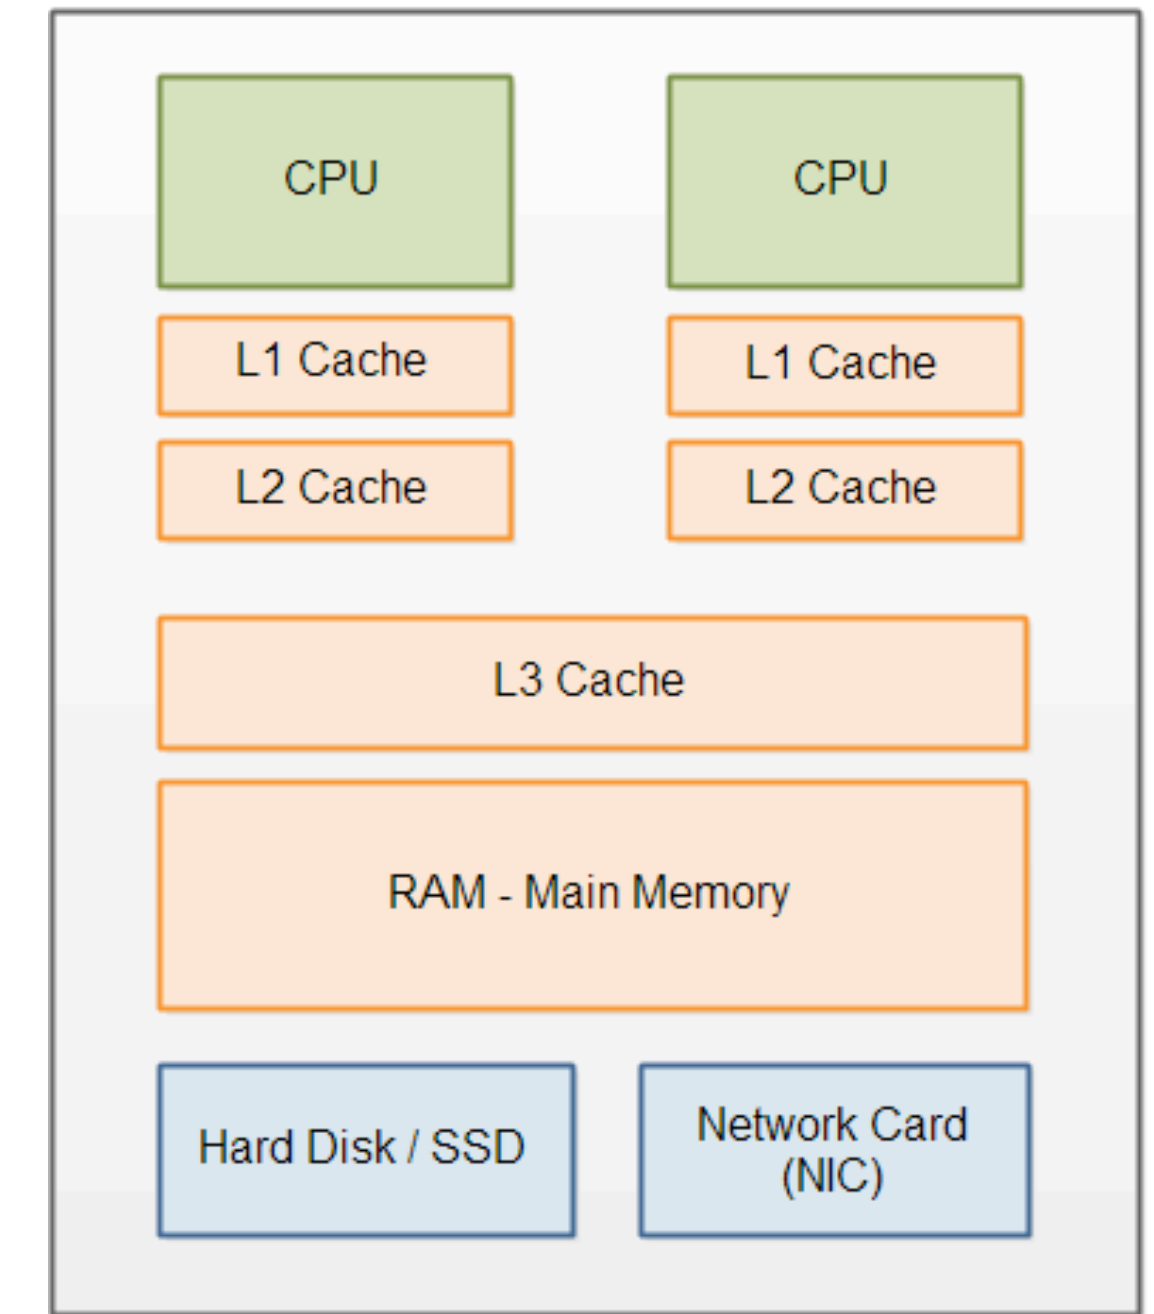 CPU
CPU
L1 Cache
L1 Cache
L2 Cache
L2 Cache
L3 Cache
RAM - Main Memory
Hard Disk / SSD
Network Card
(NIC)